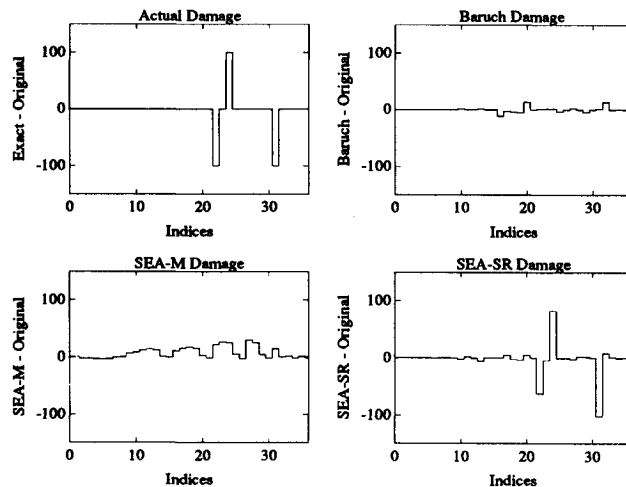 Actual Damage
Exact - Original
100
0
-100
0 10 20 30
Indices
Baruch Damage
Baruch - Original
100
0
-100
0 10 20 30
Indices
SEA-M Damage
SEA-M - Original
100
0
-100
0 10 20 30
Indices
SEA-SR Damage
SEA-SR - Original
100
0
-100
0 10 20 30
Indices